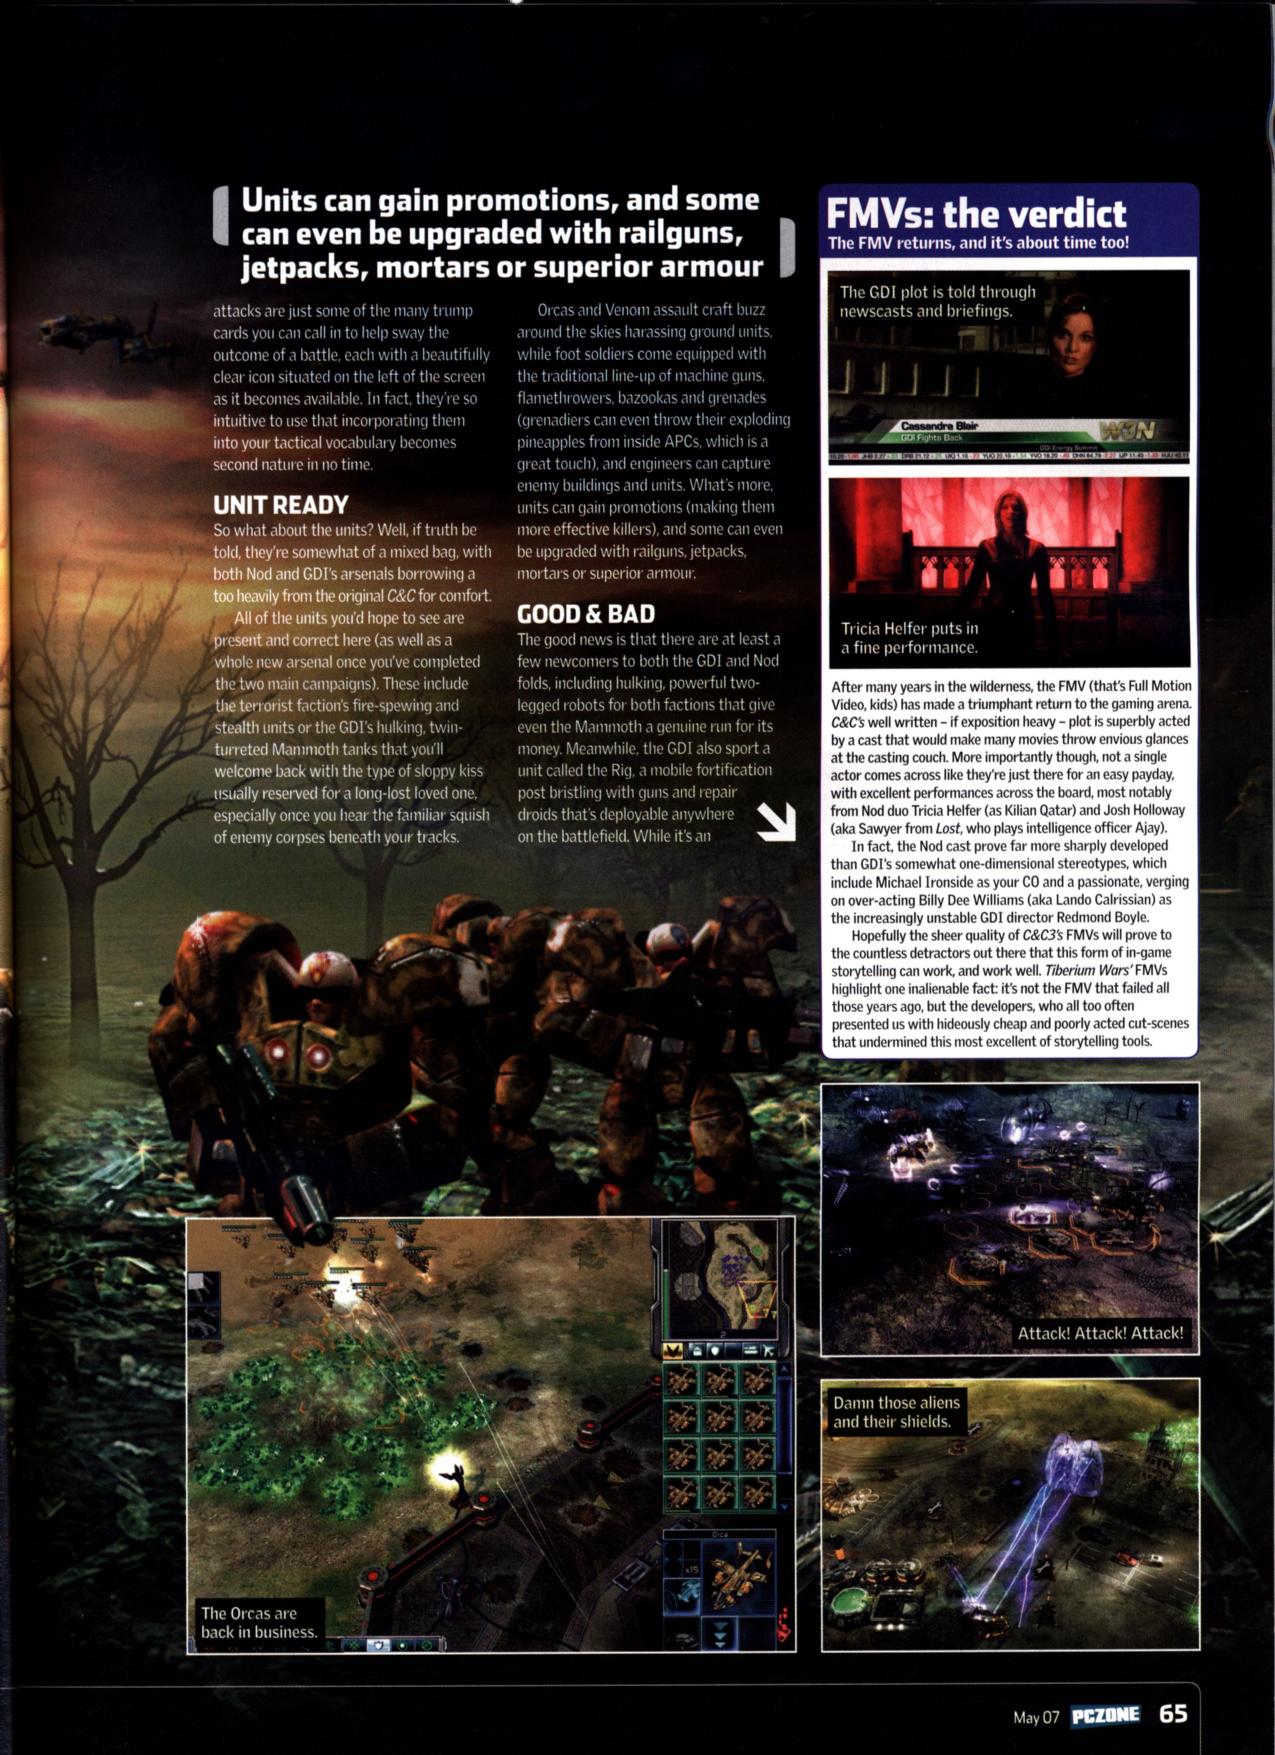 Units can gain promotions, and some
can even be upgraded with railguns,
jetpacks, mortars or superior armour
attacks are just some of the many trump
cards you can call in to help sway the
outcome of a battle, each with a beautifully
clear icon situated on the left of the screen
as it becomes available. In fact, they're so
intuitive to use that incorporating them
into your tactical vocabulary becomes
second nature in no time.
UNIT READY
So what about the units? Well, if truth be
told, they're somewhat of a mixed bag, with
both Nod and GDI's arsenals borrowing a
too heavily from the original C&C for comfort.
All of the units you'd hope to see are
present and correct here (as well as a
whole new arsenal once you've completed
the two main campaigns). These include
the terrorist faction's fire-spewing and
stealth units or the GDI's hulking, twin-
turreted Mammoth tanks that you'll
welcome back with the type of sloppy kiss
usually reserved for a long-lost loved one,
especially once you hear the familiar squish
of enemy corpses beneath your tracks.
Orcas and Venom assault craft buzz
around the skies harassing ground units,
while foot soldiers come equipped with
the traditional line-up of machine guns,
flamethrowers, bazookas and grenades
(grenadiers can even throw their exploding
pineapples from inside APCs, which is a
great touch), and engineers can capture
enemy buildings and units. What's more,
units can gain promotions (making them
more effective killers), and some can even
be upgraded with railguns, jetpacks,
mortars or superior armour.
GOOD & BAD
The good news is that there are at least a
few newcomers to both the GDI and Nod
folds, including hulking, powerful two-
legged robots for both factions that give
even the Mammoth a genuine run for its
money. Meanwhile, the GDI also sport a
unit called the Rig, a mobile fortification
post bristling with guns and repair
droids that's deployable anywhere
on the battlefield. While it's an
FMVs: the verdict
The FMV returns, and it's about time too!
The GDI plot is told through
newscasts and briefings.
Cassandra Blair
GDI Fights Back
W3N
GDI Energy Summit
Tricia Helfer puts in
a fine performance.
After many years in the wilderness, the FMV (that's Full Motion
Video, kids) has made a triumphant return to the gaming arena.
C&C's well written – if exposition heavy – plot is superbly acted
by a cast that would make many movies throw envious glances
at the casting couch. More importantly though, not a single
actor comes across like they're just there for an easy payday,
with excellent performances across the board, most notably
from Nod duo Tricia Helfer (as Kilian Qatar) and Josh Holloway
(aka Sawyer from Lost, who plays intelligence officer Ajay).
In fact, the Nod cast prove far more sharply developed
than GDI's somewhat one-dimensional stereotypes, which
include Michael Ironside as your CO and a passionate, verging
on over-acting Billy Dee Williams (aka Lando Calrissian) as
the increasingly unstable GDI director Redmond Boyle.
Hopefully the sheer quality of C&C3's FMVs will prove to
the countless detractors out there that this form of in-game
storytelling can work, and work well. Tiberium Wars' FMVs
highlight one inalienable fact: it's not the FMV that failed all
those years ago, but the developers, who all too often
presented us with hideously cheap and poorly acted cut-scenes
that undermined this most excellent of storytelling tools.
Attack! Attack! Attack!
Damn those aliens
and their shields.
2
Orca
x15
The Orcas are
back in business.
May 07 PCZONE 65